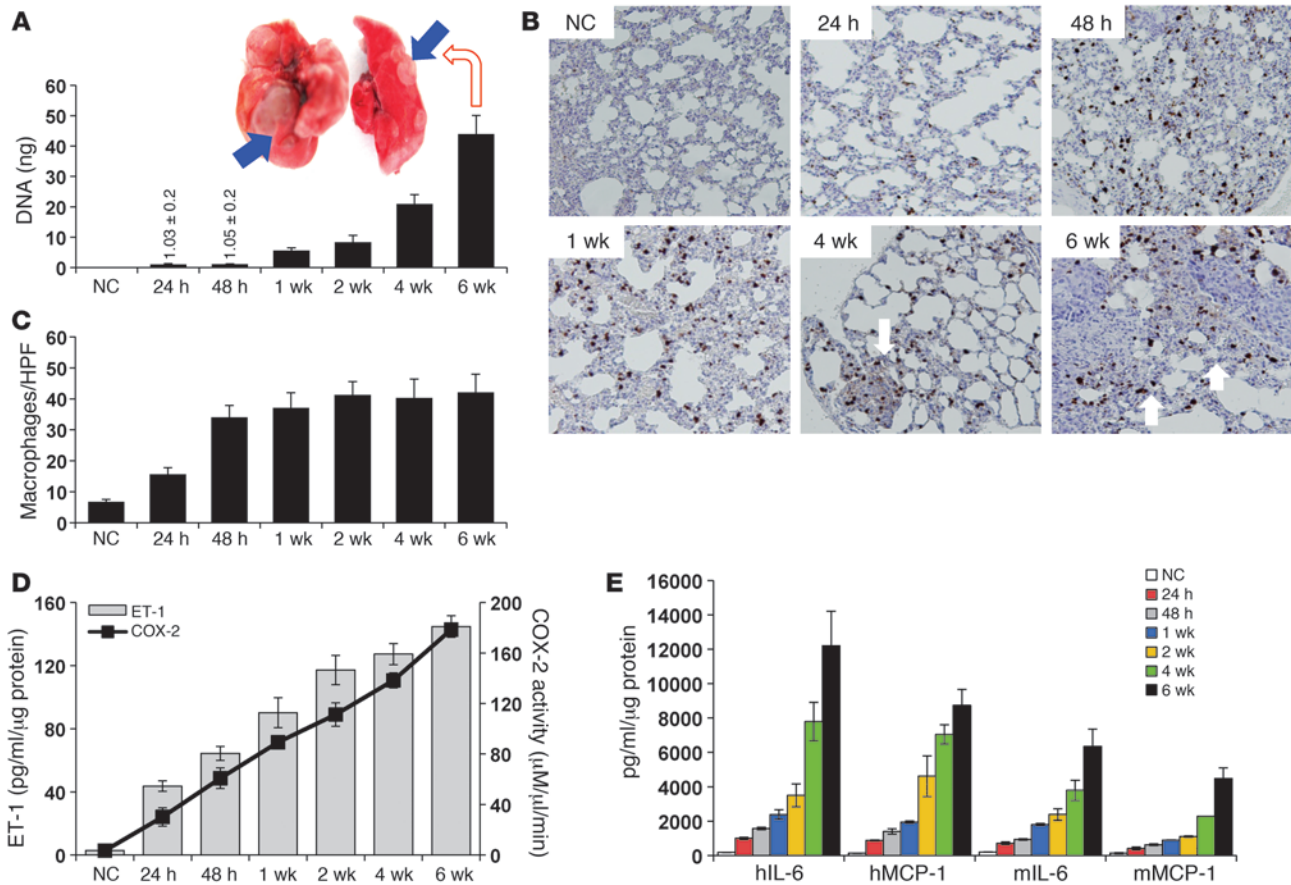 A
DNA (ng)
60
50
40
30
20
10
0
1.03 ± 0.2
1.05 ± 0.2
NC 24 h 48 h 1 wk 2 wk 4 wk 6 wk
B
NC
24 h
48 h
1 wk
4 wk
6 wk
C
Macrophages/HPF
60
50
40
30
20
10
0
NC 24 h 48 h 1 wk 2 wk 4 wk 6 wk
D
ET-1 (pg/ml/μg protein)
160
120
80
40
0
ET-1
COX-2
200
160
120
80
40
0
COX-2 activity (μM/μl/min)
NC 24 h 48 h 1 wk 2 wk 4 wk 6 wk
E
pg/ml/μg protein
16000
14000
12000
10000
8000
6000
4000
2000
0
NC
24 h
48 h
1 wk
2 wk
4 wk
6 wk
hIL-6 hMCP-1 mIL-6 mMCP-1